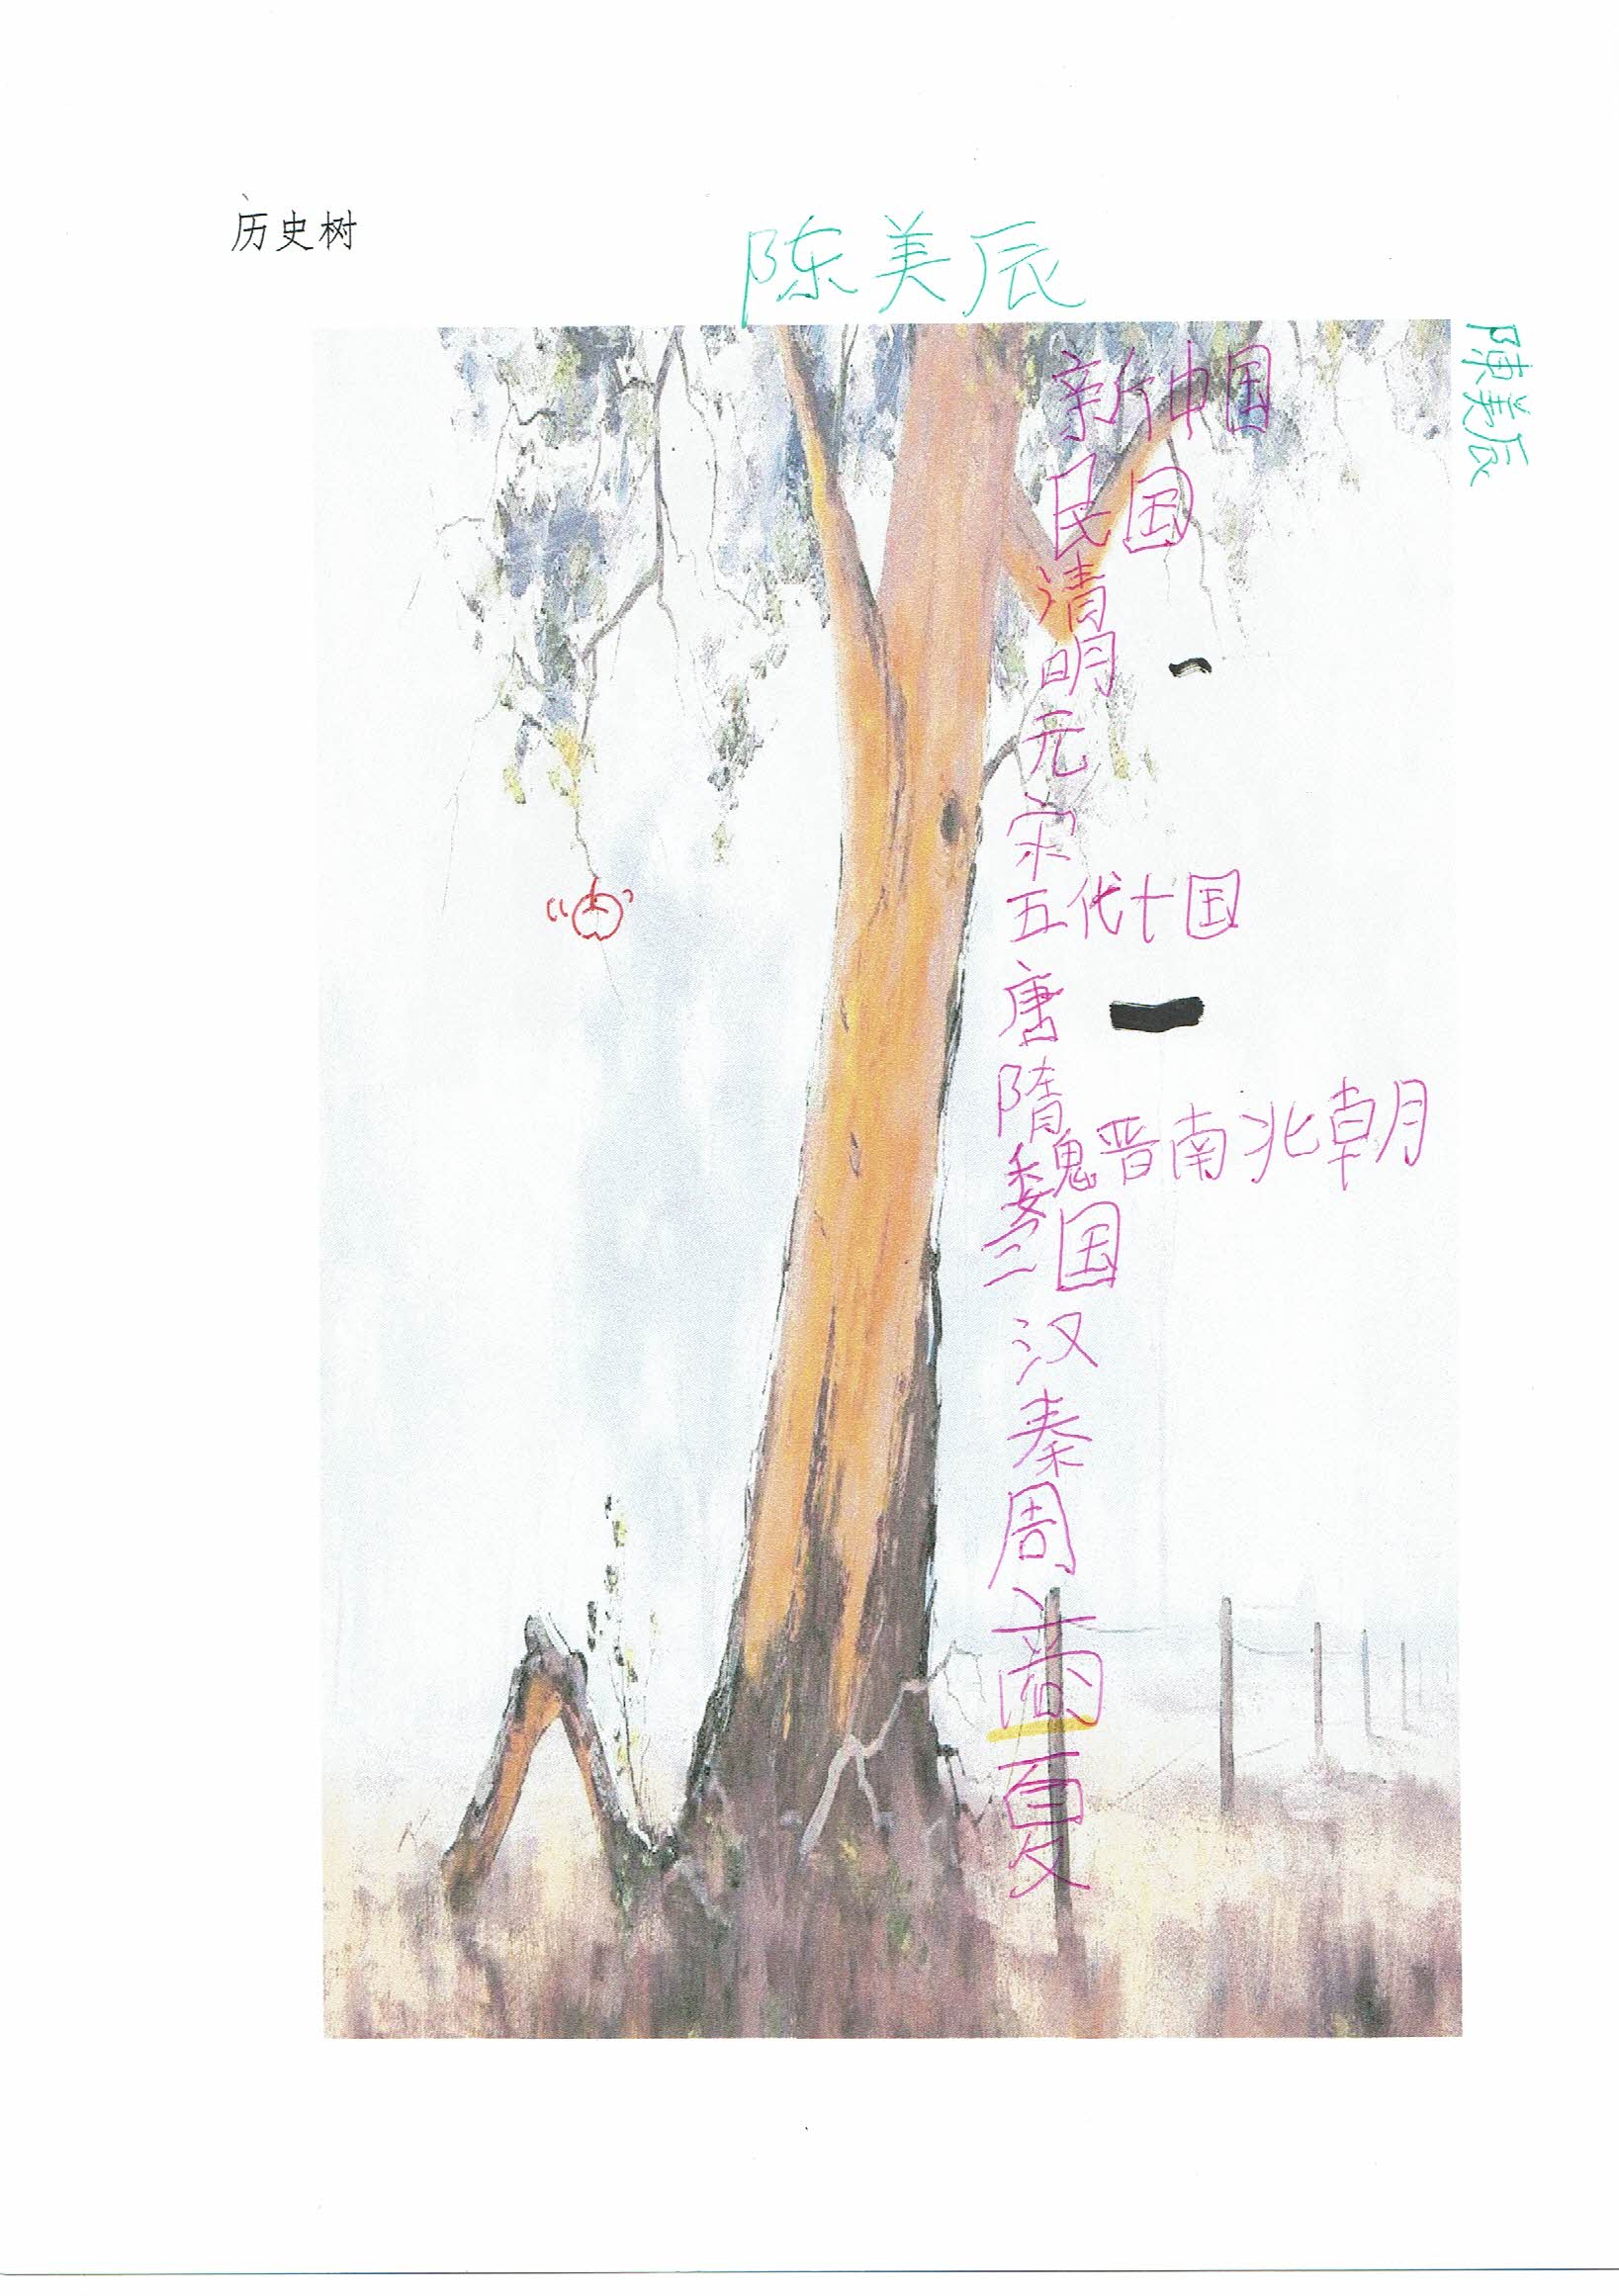 历史树
陈美辰
陳美辰
新中国
民国
清
明
元
宋
五代十国
唐
隋
魏晋南北朝
三国
汉
秦
周
商
夏